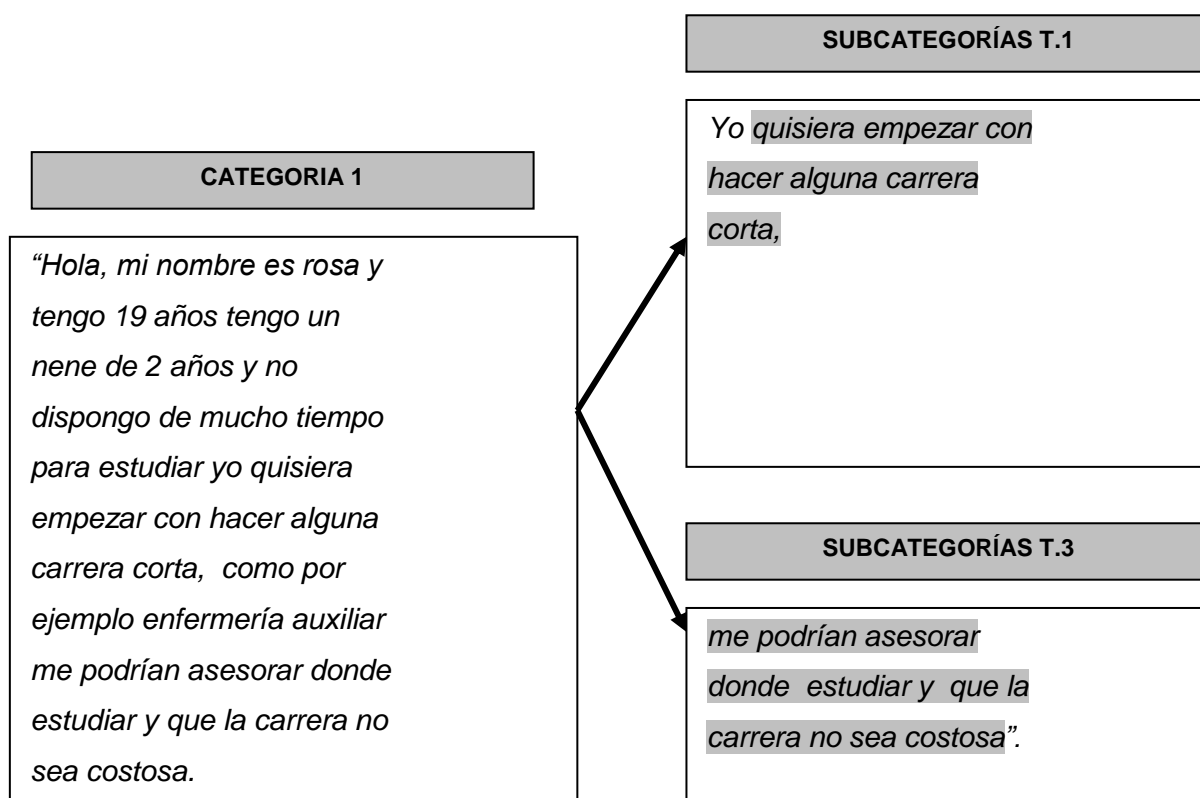 CATEGORIA 1
“Hola, mi nombre es rosa y
tengo 19 años tengo un
nene de 2 años y no
dispongo de mucho tiempo
para estudiar yo quisiera
empezar con hacer alguna
carrera corta,  como por
ejemplo enfermería auxiliar
me podrían asesorar donde
estudiar y que la carrera no
sea costosa.
SUBCATEGORÍAS T.1
Yo quisiera empezar con
hacer alguna carrera
corta,
SUBCATEGORÍAS T.3
me podrían asesorar
donde  estudiar y  que la
carrera no sea costosa”.